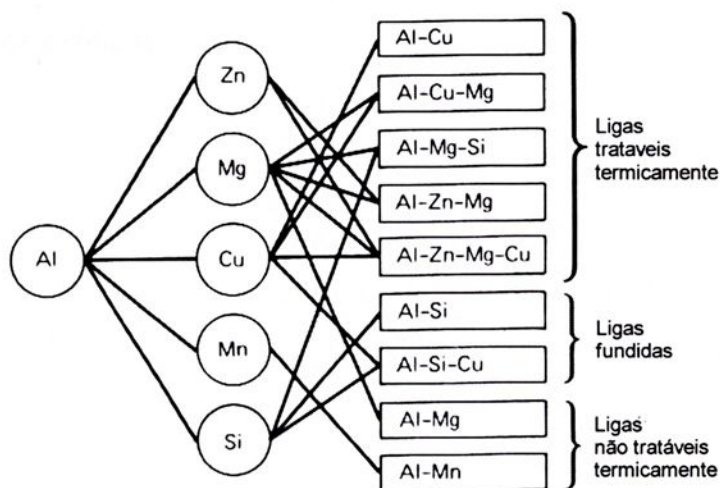 Al
Zn
Mg
Cu
Mn
Si
Al-Cu
Al-Cu-Mg
Al-Mg-Si
Al-Zn-Mg
Al-Zn-Mg-Cu
Al-Si
Al-Si-Cu
Al-Mg
Al-Mn
Ligas
trataveis
termicamente
Ligas
fundidas
Ligas
não tratáveis
termicamente